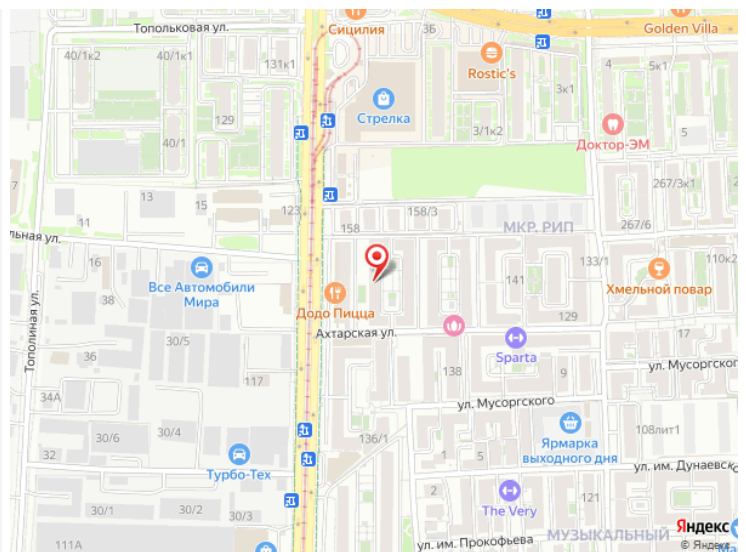 Топольковая ул.
Сицилия
3Б
Golden Villa
40/1к2
131к1
Rostic's
4
5к1
Стрелка
3к1
129
3/1к2
5
40/1
Доктор-ЭМ
7
13
15
123
158
158/3
267/3к1
11
МКР. РИП
267/6
льная ул.
133/1
110к2
16
38
Все Автомобили
Мира
141
Хмельной повар
Додо Пицца
129
Тополиная ул.
30/5
Ахтарская ул.
36
Sparta
17
117
138
9
ул. Мусоргского
34А
ул. Мусоргского
30/6
30/4
136/1
Ярмарка
выходного дня
108лит1
32
1
5
Турбо-Тех
ул. им. Дунаевск
2
121
30/1
30/2
30/3
The Very
Яндекс
МУЗЫКАЛЬНЫЙ
111А
ул. им. Прокофьева
© Яндекс